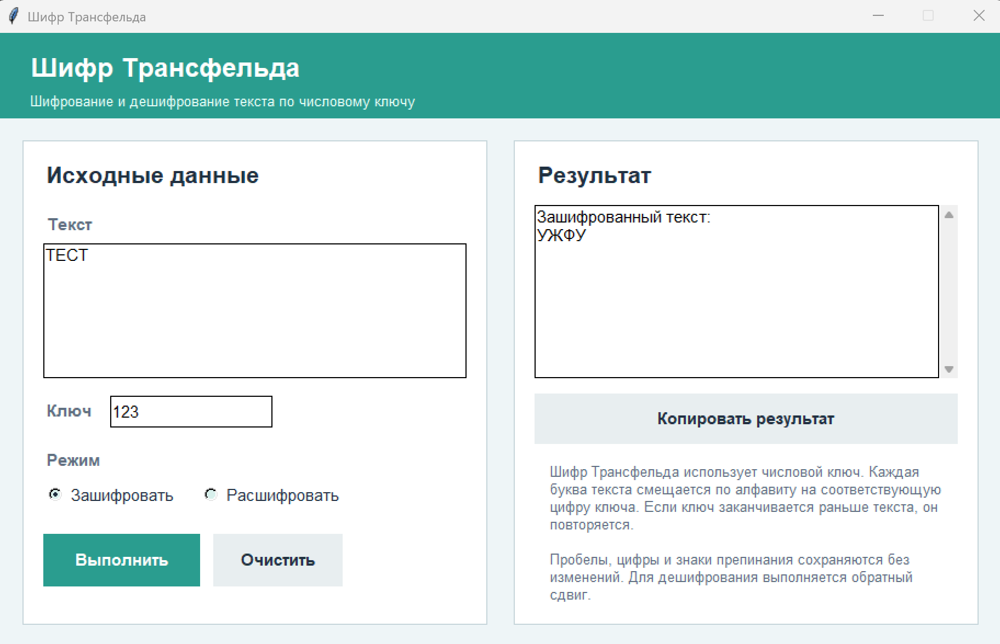 Шифр Трансфельда
Шифр Трансфельда
Шифрование и дешифрование текста по числовому ключу
Исходные данные
Текст
ТЕСТ
Ключ
123
Режим
Зашифровать
Расшифровать
Выполнить
Очистить
Результат
Зашифрованный текст:
УЖФУ
Копировать результат
Шифр Трансфельда использует числовой ключ. Каждая
буква текста смещается по алфавиту на соответствующую
цифру ключа. Если ключ заканчивается раньше текста, он
повторяется.
Пробелы, цифры и знаки препинания сохраняются без
изменений. Для дешифрования выполняется обратный
сдвиг.